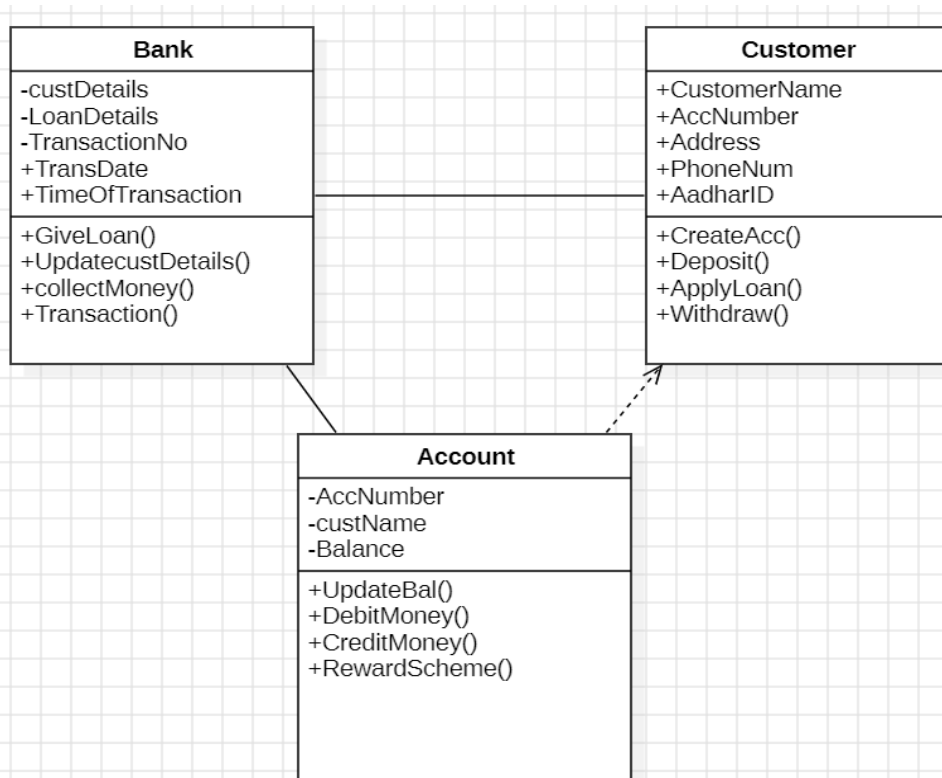 Bank
-custDetails
-LoanDetails
-TransactionNo
+TransDate
+TimeOfTransaction
+GiveLoan()
+UpdatecustDetails()
+collectMoney()
+Transaction()
Customer
+CustomerName
+AccNumber
+Address
+PhoneNum
+AadharID
+CreateAcc()
+Deposit()
+ApplyLoan()
+Withdraw()
Account
-AccNumber
-custName
-Balance
+UpdateBal()
+DebitMoney()
+CreditMoney()
+RewardScheme()